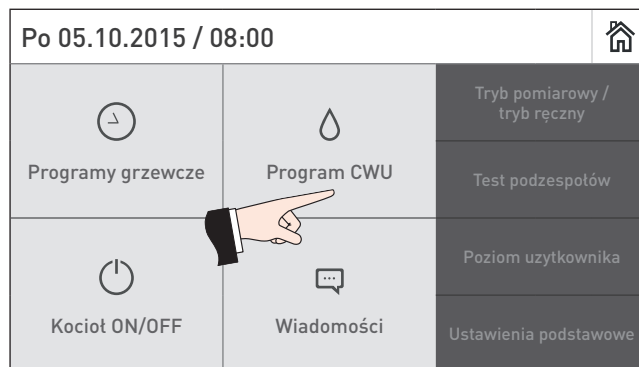 Po 05.10.2015 / 08:00
Programy grzewcze
Program CWU
Tryb pomiarowy /
tryb ręczny
Test podzespołów
Kocioł ON/OFF
Wiadomości
Poziom uzytkownika
Ustawienia podstawowe